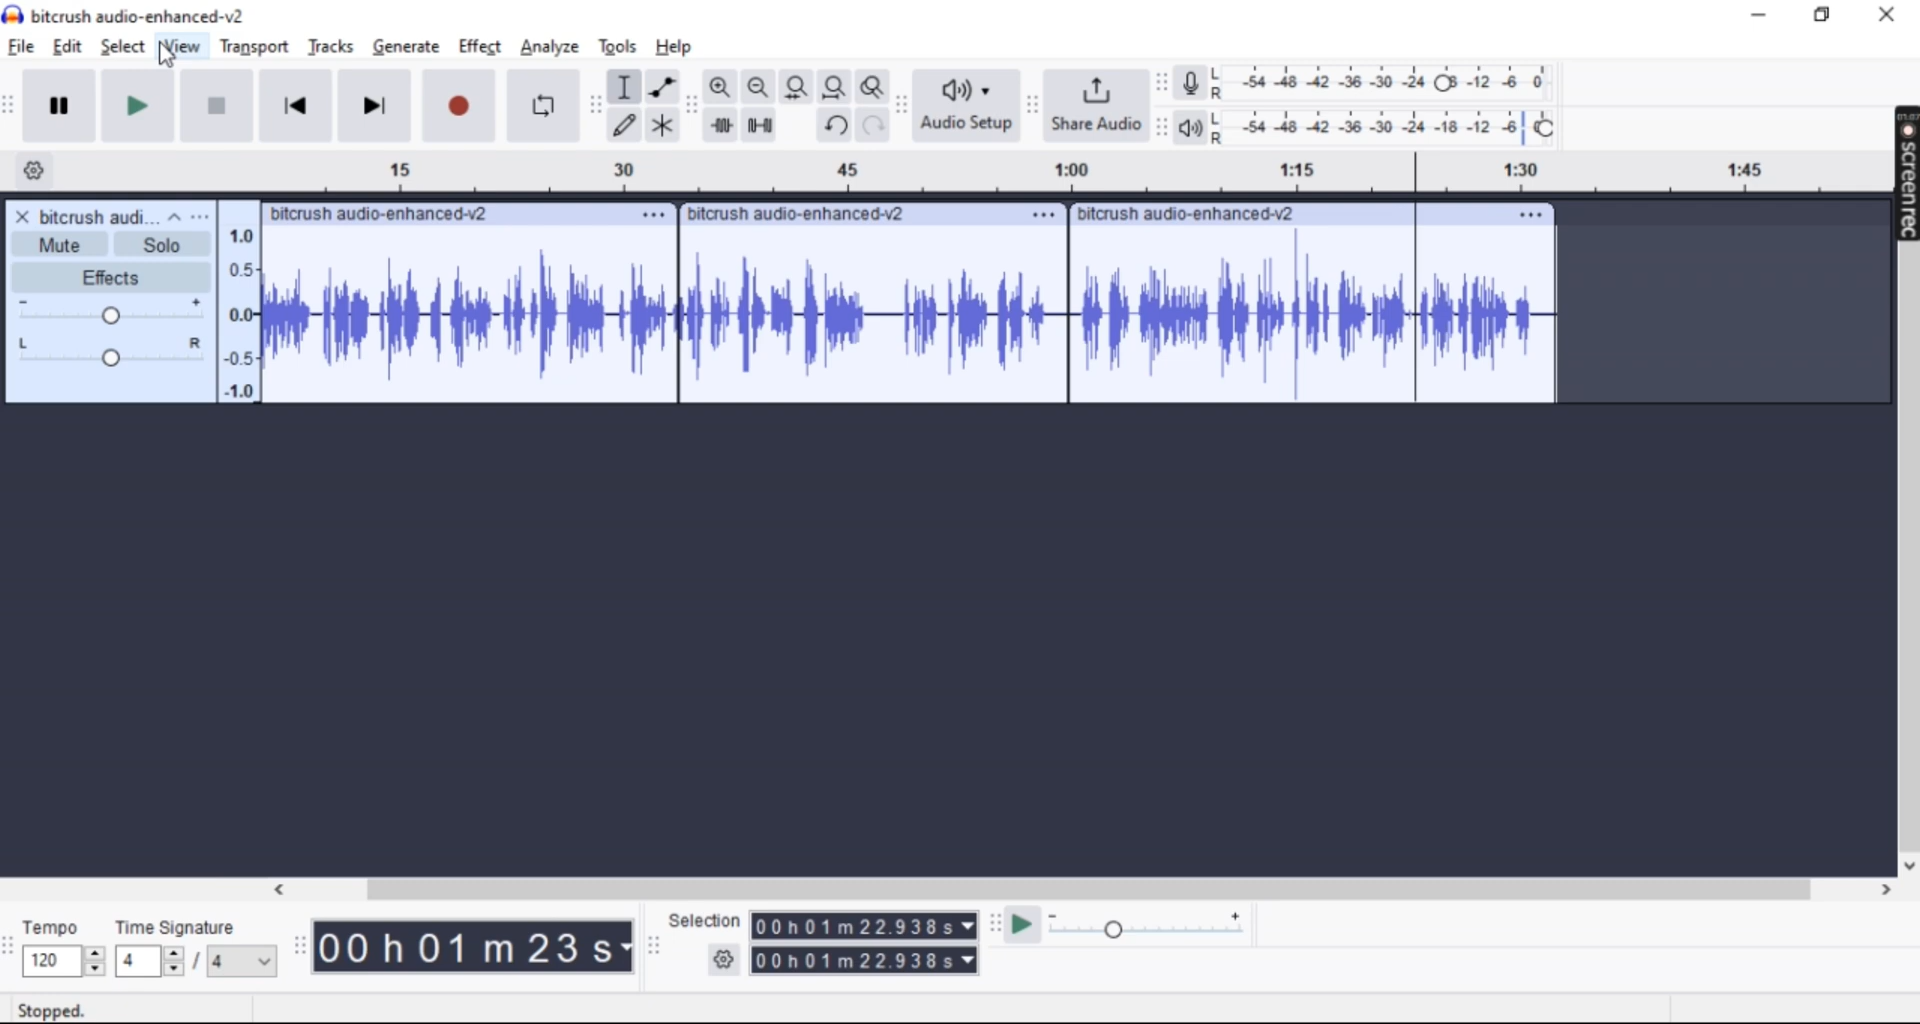 bitcrush audio-enhanced-v2
File Edit Select View Transport Tracks Generate Effect Analyze Tools Help
Audio Setup
Share Audio
L R -54 -48 -42 -36 -30 -24 -12 -6 0
L R -54 -48 -42 -36 -30 -24 -18 -12 -6
screenrec
15 30 45 1:00 1:15 1:30 1:45
bitcrush audi...
bitcrush audio-enhanced-v2
bitcrush audio-enhanced-v2
bitcrush audio-enhanced-v2
Mute Solo
Effects
- +
L R
1.0
0.5
0.0
-0.5
-1.0
Tempo
120
Time Signature
4 / 4
00 h 01 m 23 s
Selection
00h01m22.938s
00h01m22.938s
- +
Stopped.